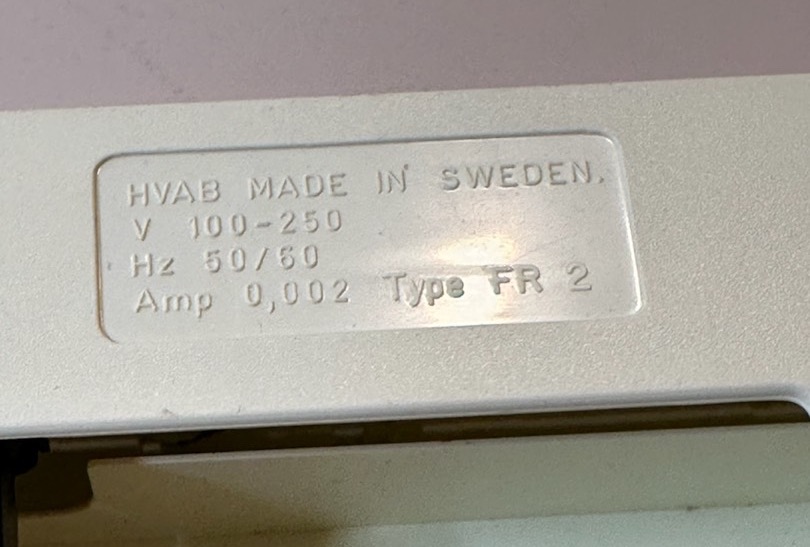 HVAB MADE IN SWEDEN.
V 100-250
Hz 50/60
Amp 0,002 Type FR 2